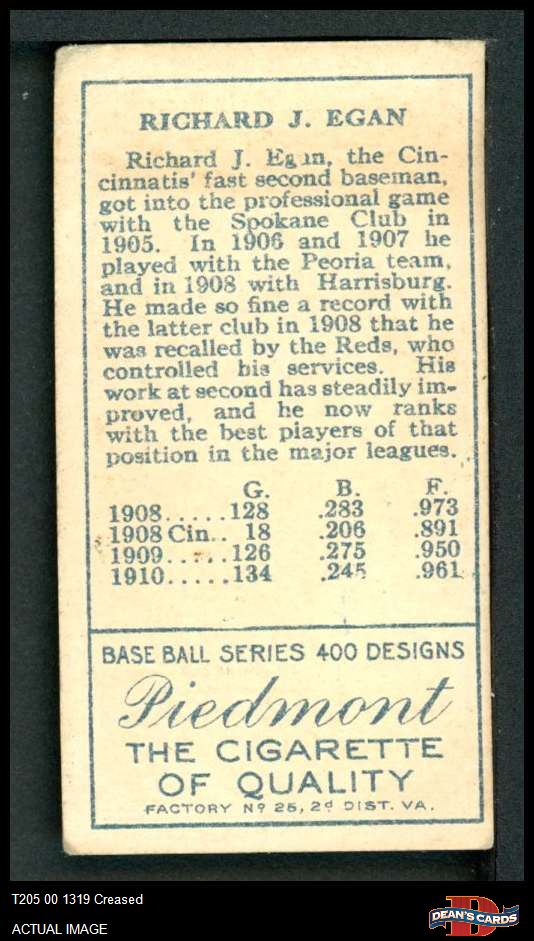 RICHARD J. EGAN
Richard J. Egan, the Cin-
cinnatis' fast second baseman,
got into the professional game
with the Spokane Club in
1905. In 1906 and 1907 he
played with the Peoria team,
and in 1908 with Harrisburg.
He made so fine a record with
the latter club in 1908 that he
was recalled by the Reds, who
controlled his services. His
work at second has steadily im-
proved, and he now ranks
with the best players of that
position in the major leagues.
G. B. F.
1908.....128 .283 .973
1908 Cin.. 18 .206 .891
1909.....126 .275 .950
1910.....134 .245 .961
BASE BALL SERIES 400 DESIGNS
Piedmont
THE CIGARETTE
OF QUALITY
FACTORY Nº 25, 2d DIST. VA.
T205 00 1319 Creased
ACTUAL IMAGE
D
DEAN'S CARDS